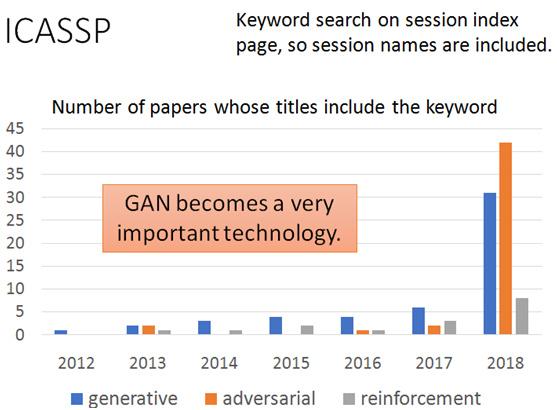 ICASSP
Keyword search on session index
page, so session names are included.
Number of papers whose titles include the keyword
45
40
35
30
25
20
15
10
5
0
GAN becomes a very
important technology.
2012 2013 2014 2015 2016 2017 2018
generative adversarial reinforcement